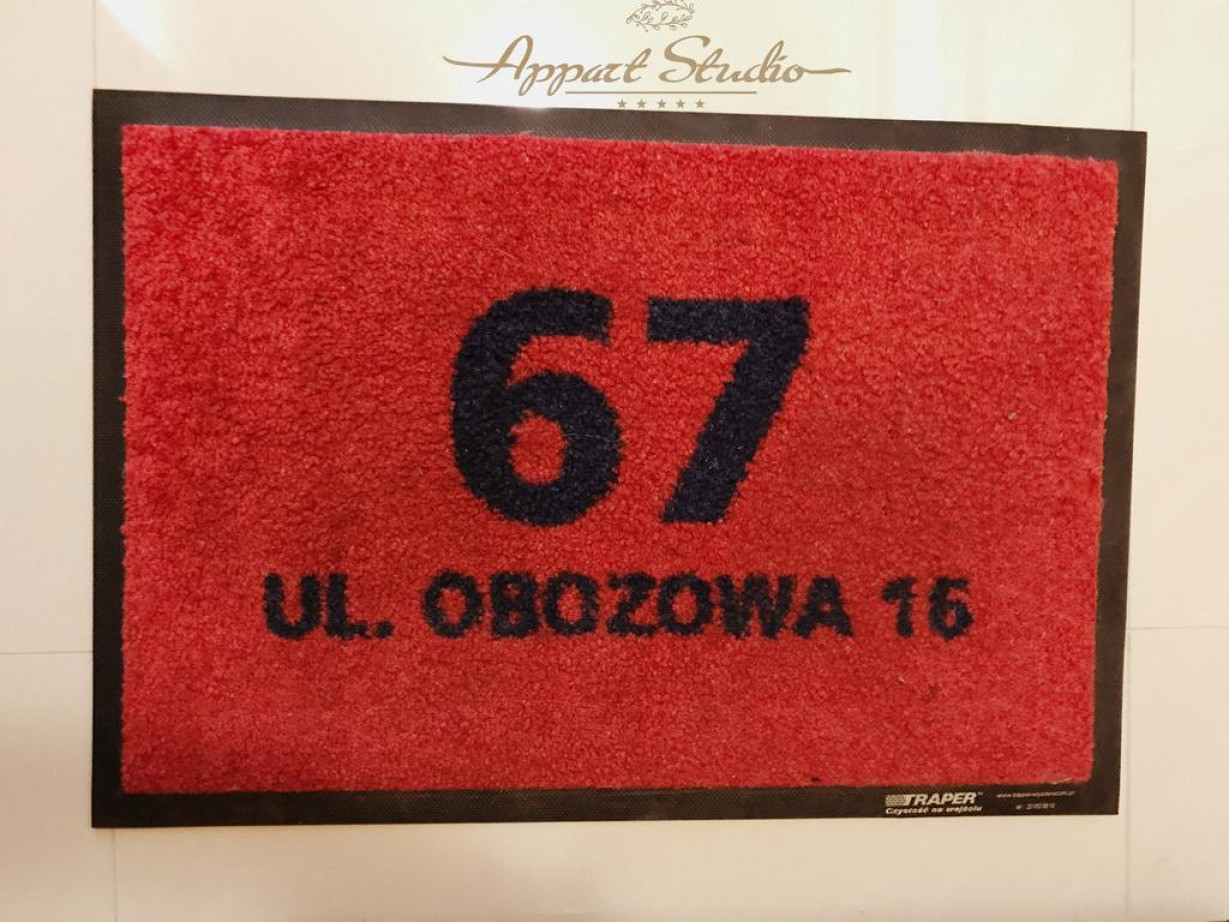 Appart Studio
67
UL. OBOZOWA 16
TRAPER
Czystość na wejściu